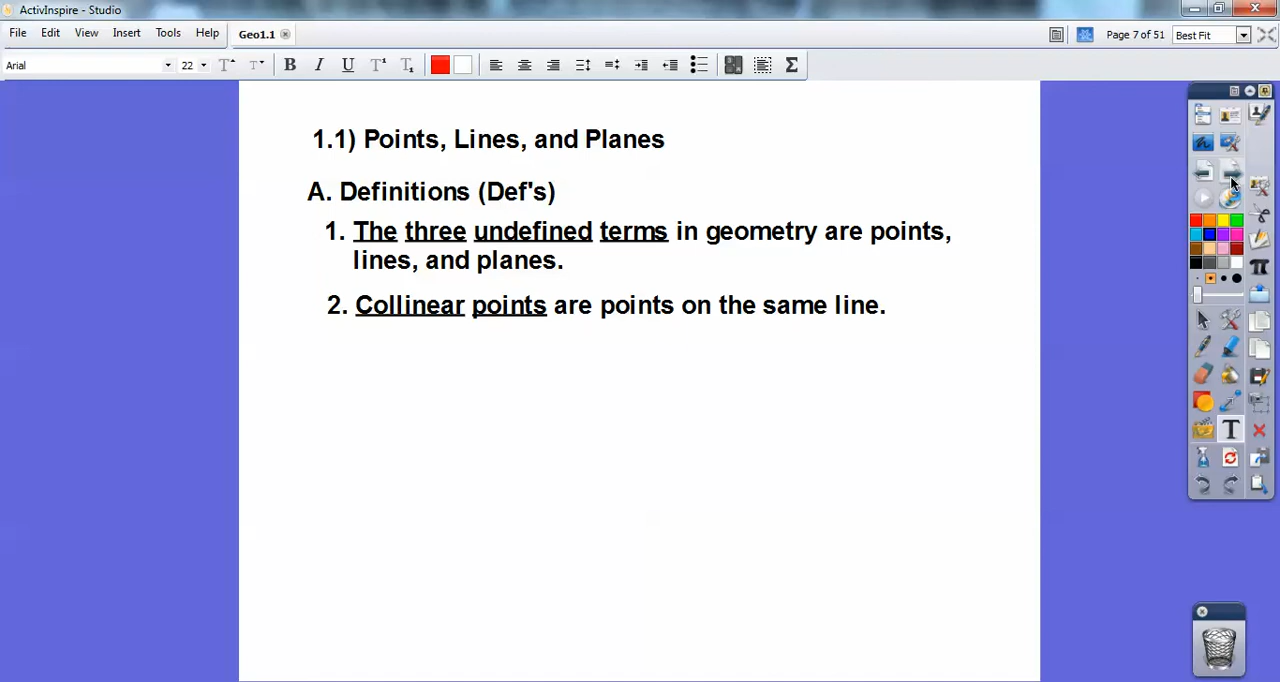 ActivInspire - Studio
File Edit View Insert Tools Help Geo1.1 Page 7 of 51 Best Fit
Arial 22
1.1) Points, Lines, and Planes
A. Definitions (Def's)
1. The three undefined terms in geometry are points,
lines, and planes.
2. Collinear points are points on the same line.